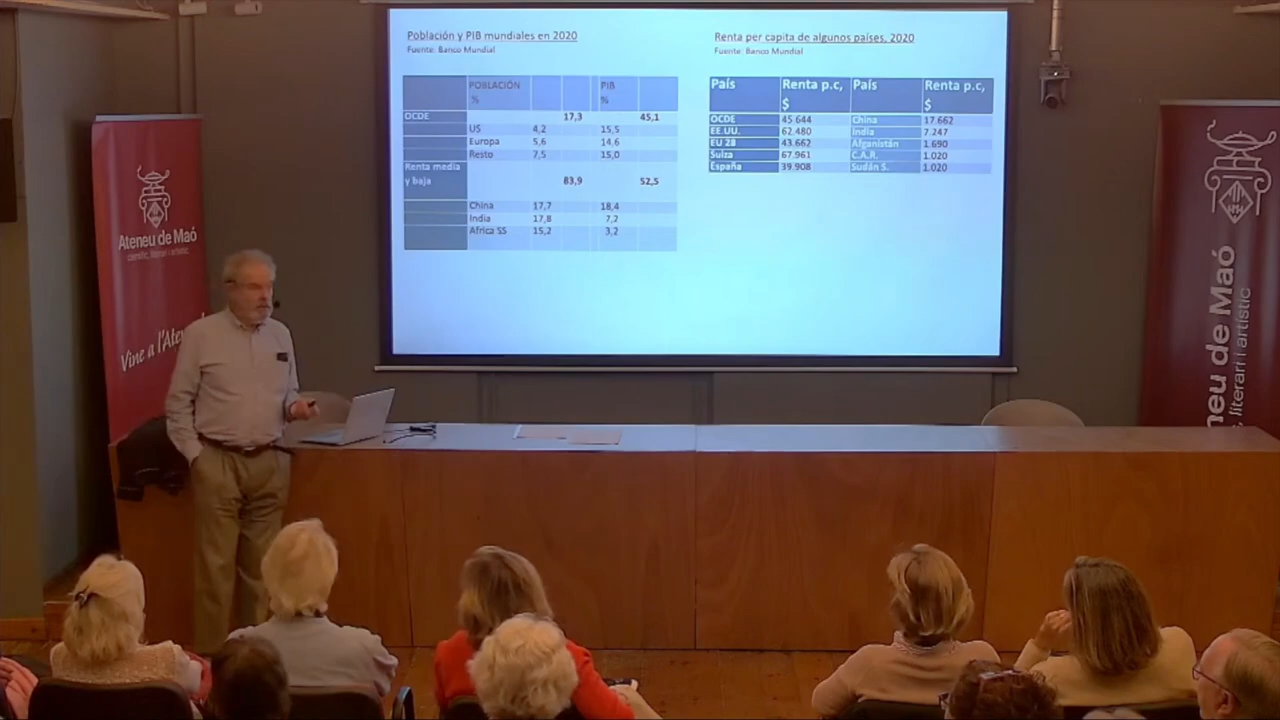 Población y PIB mundiales en 2020
Fuente: Banco Mundial
POBLACIÓN % PIB %
OCDE 17,3 45,1
US 4,2 15,5
Europa 5,6 14,6
Resto 7,5 15,0
Renta media y baja 83,9 52,5
China 17,7 18,4
India 17,8 7,2
Africa SS 15,2 3,2
Renta per capita de algunos países, 2020
Fuente: Banco Mundial
País Renta p.c, $ País Renta p.c, $
OCDE 45.644 China 17.662
EE.UU. 62.480 India 7.247
EU 28 43.662 Afganistán 1.690
Suiza 67.961 C.A.R. 1.020
España 39.908 Sudán S. 1.020
Ateneu de Maó
científic, literari i artístic
Vine a l'Ate
neu de Maó
literari i artístic